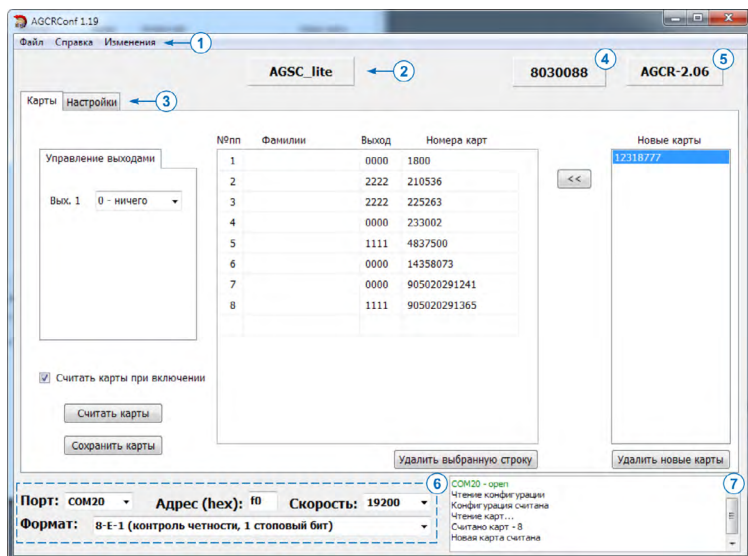 AGCRConf 1.19
Файл Справка Изменения 1
AGSC_lite 2 8030088 4 AGCR-2.06 5
Карты Настройки 3
№пп Фамилии Выход Номера карт Новые карты
Управление выходами
Вых. 1 0 - ничего
1 0000 1800
2 2222 210536
3 2222 225263
4 0000 233002
5 1111 4837500
6 0000 14358073
7 0000 905020291241
8 1111 905020291365
<<
12318777
Считать карты при включении
Считать карты
Сохранить карты
Удалить выбранную строку Удалить новые карты
6
Порт: COM20 Адрес (hex): f0 Скорость: 19200
Формат: 8-E-1 (контроль четности, 1 стоповый бит)
7
COM20 - open
Чтение конфигурации
Конфигурация считана
Чтение карт...
Считано карт - 8
Новая карта считана